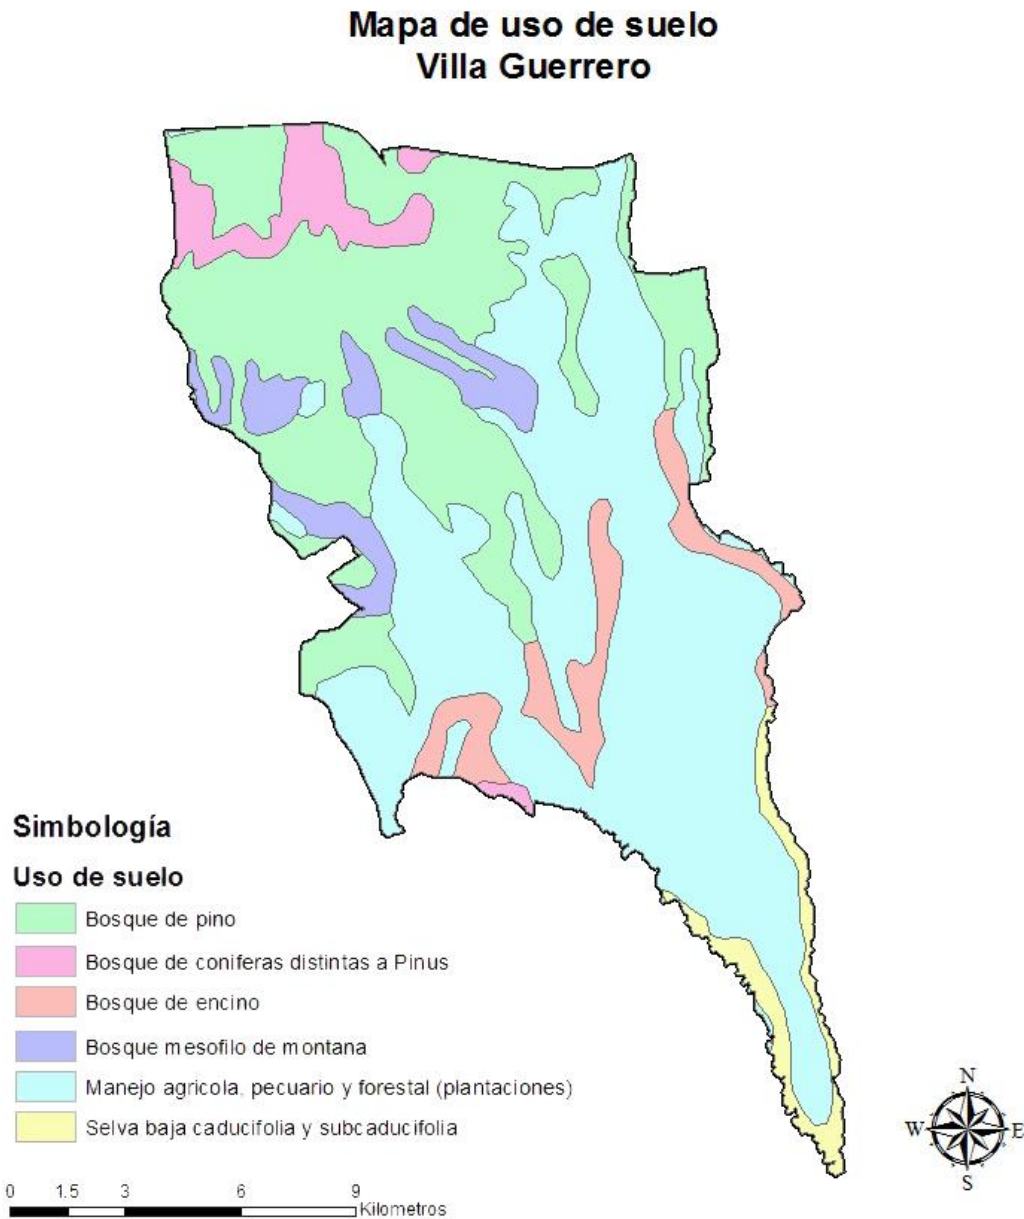 Mapa de uso de suelo
Villa Guerrero
Simbología
Uso de suelo
Bosque de pino
Bosque de coniferas distintas a Pinus
Bosque de encino
Bosque mesofilo de montana
Manejo agricola, pecuario y forestal (plantaciones)
Selva baja caducifolia y subcaducifolia
N
W E
S
0 1.5 3 6 9
Kilometros